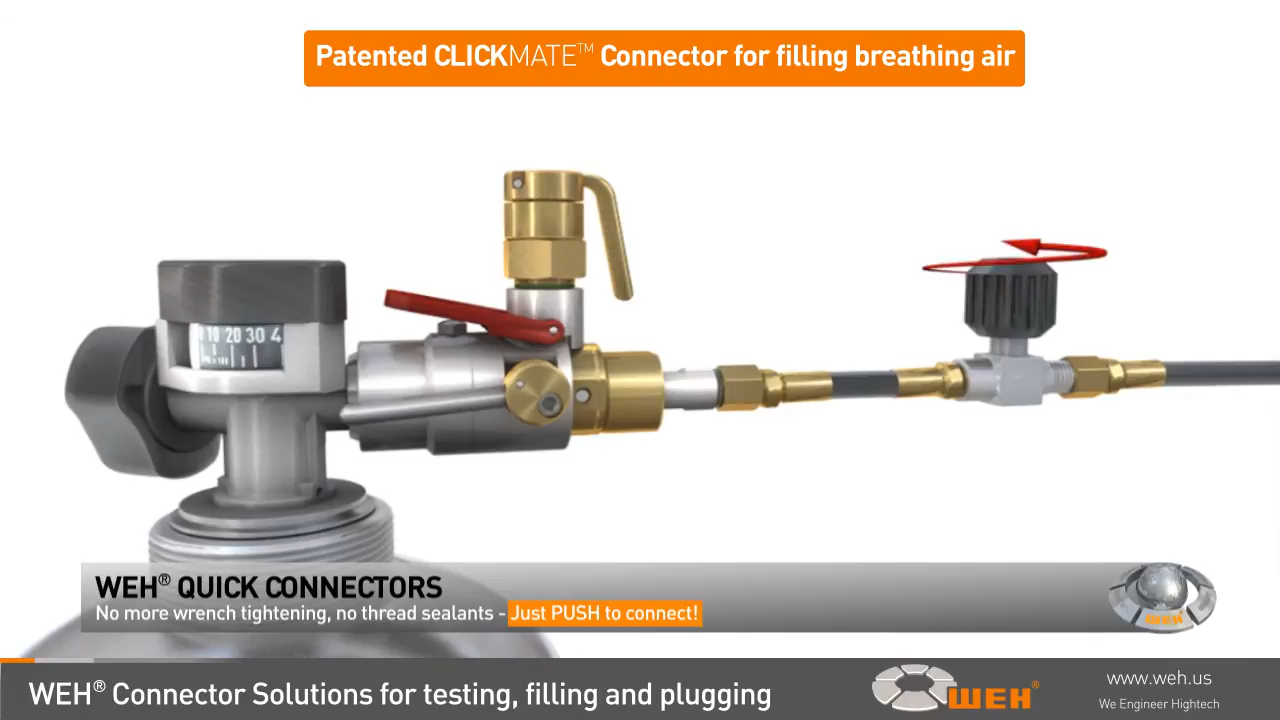 Patented CLICKMATE™ Connector for filling breathing air
10 20 30 4
WEH® QUICK CONNECTORS
No more wrench tightening, no thread sealants - Just PUSH to connect!
WEH
WEH® Connector Solutions for testing, filling and plugging
WEH®
www.weh.us
We Engineer Hightech